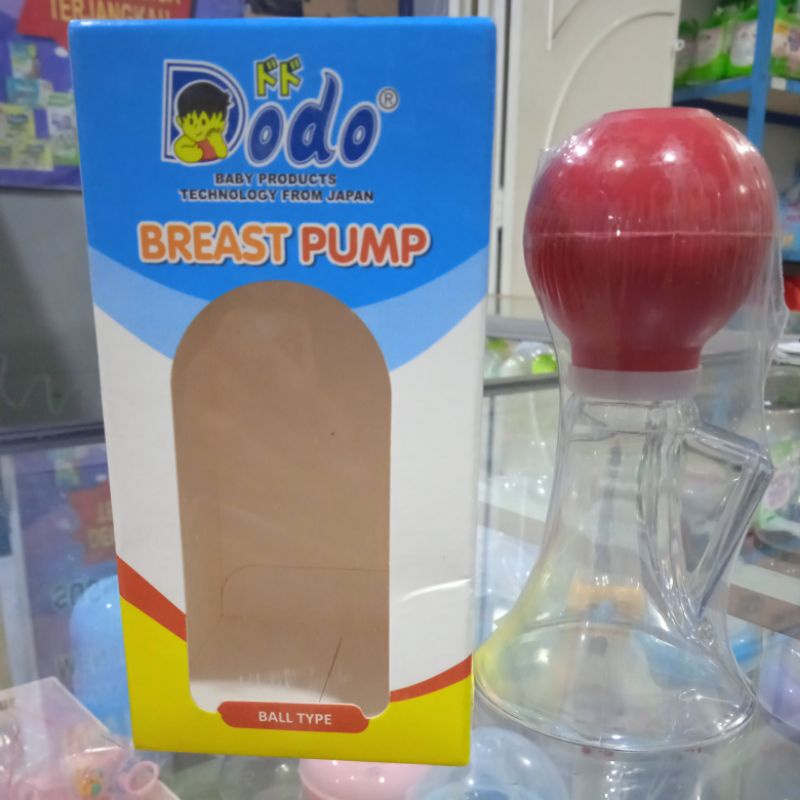 TERJANGKAU
ドド
Dodo®
BABY PRODUCTS
TECHNOLOGY FROM JAPAN
BREAST PUMP
BALL TYPE